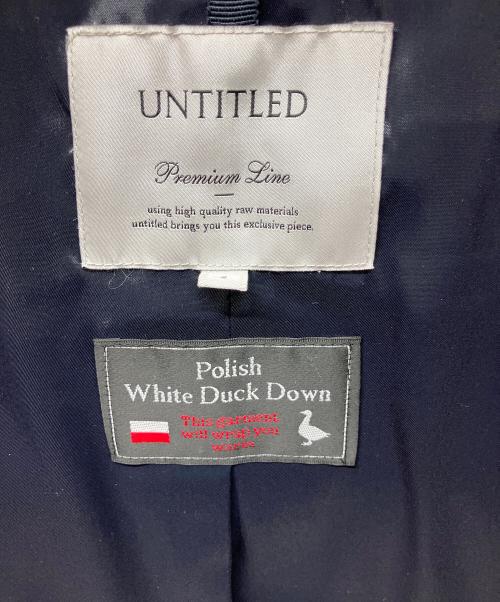 UNTITLED
Premium Line
using high quality raw materials
untitled brings you this exclusive piece.
Polish
White Duck Down
This garment
will wrap you
warm